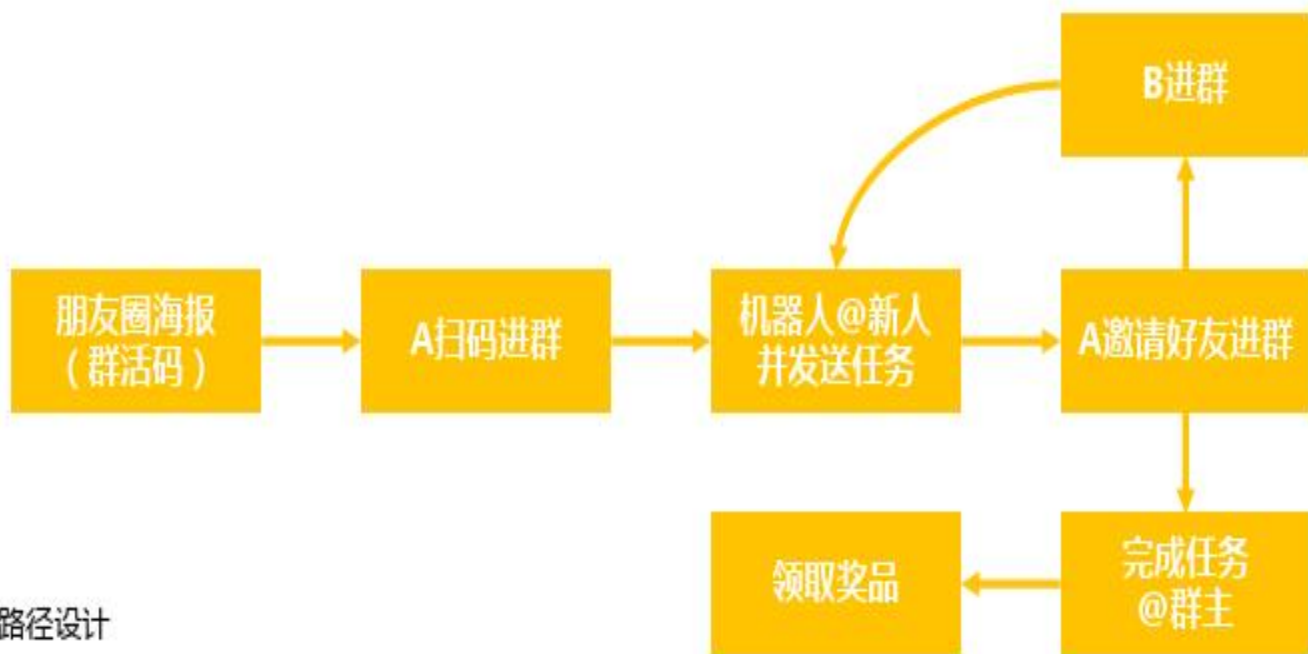 B进群
朋友圈海报
（群活码）
A扫码进群
机器人@新人
并发送任务
A邀请好友进群
领取奖品
完成任务
@群主
路径设计